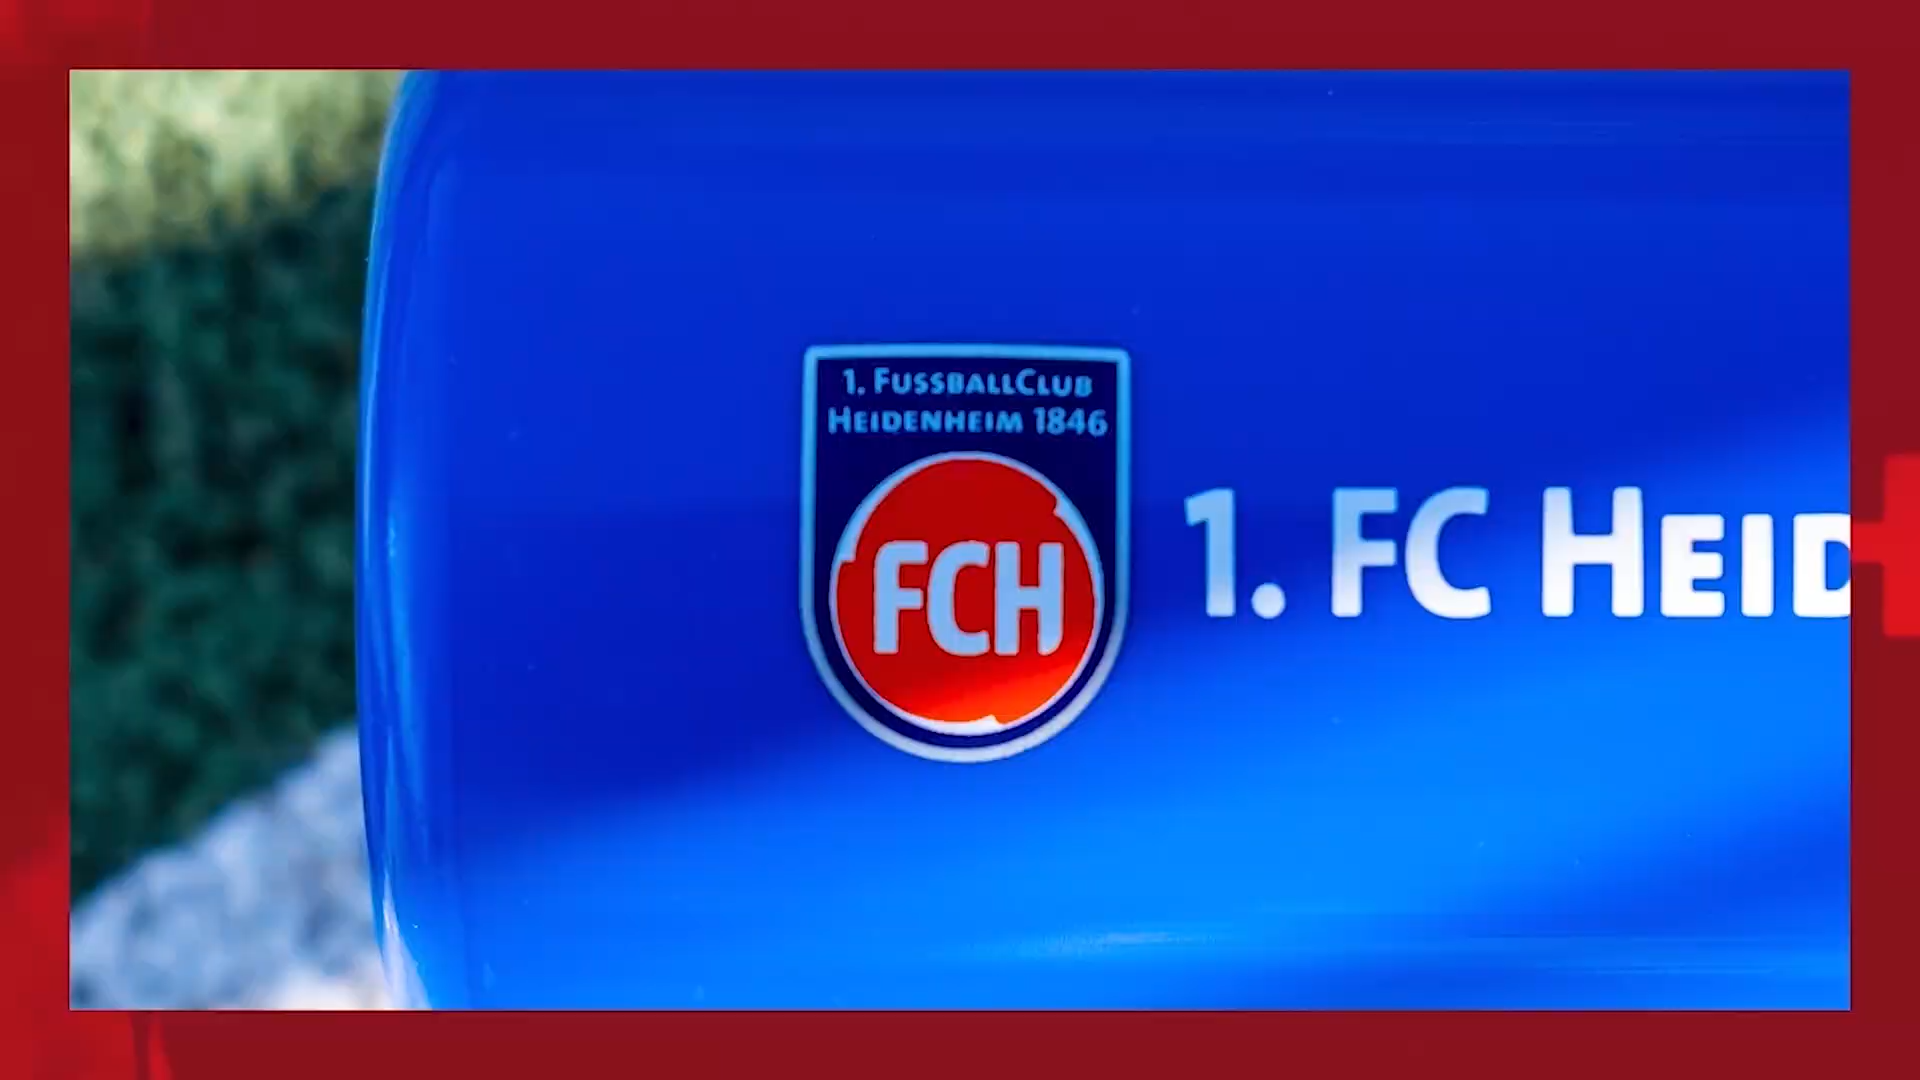 1. FUSSBALLCLUB
HEIDENHEIM 1846
FCH
1. FC HEID